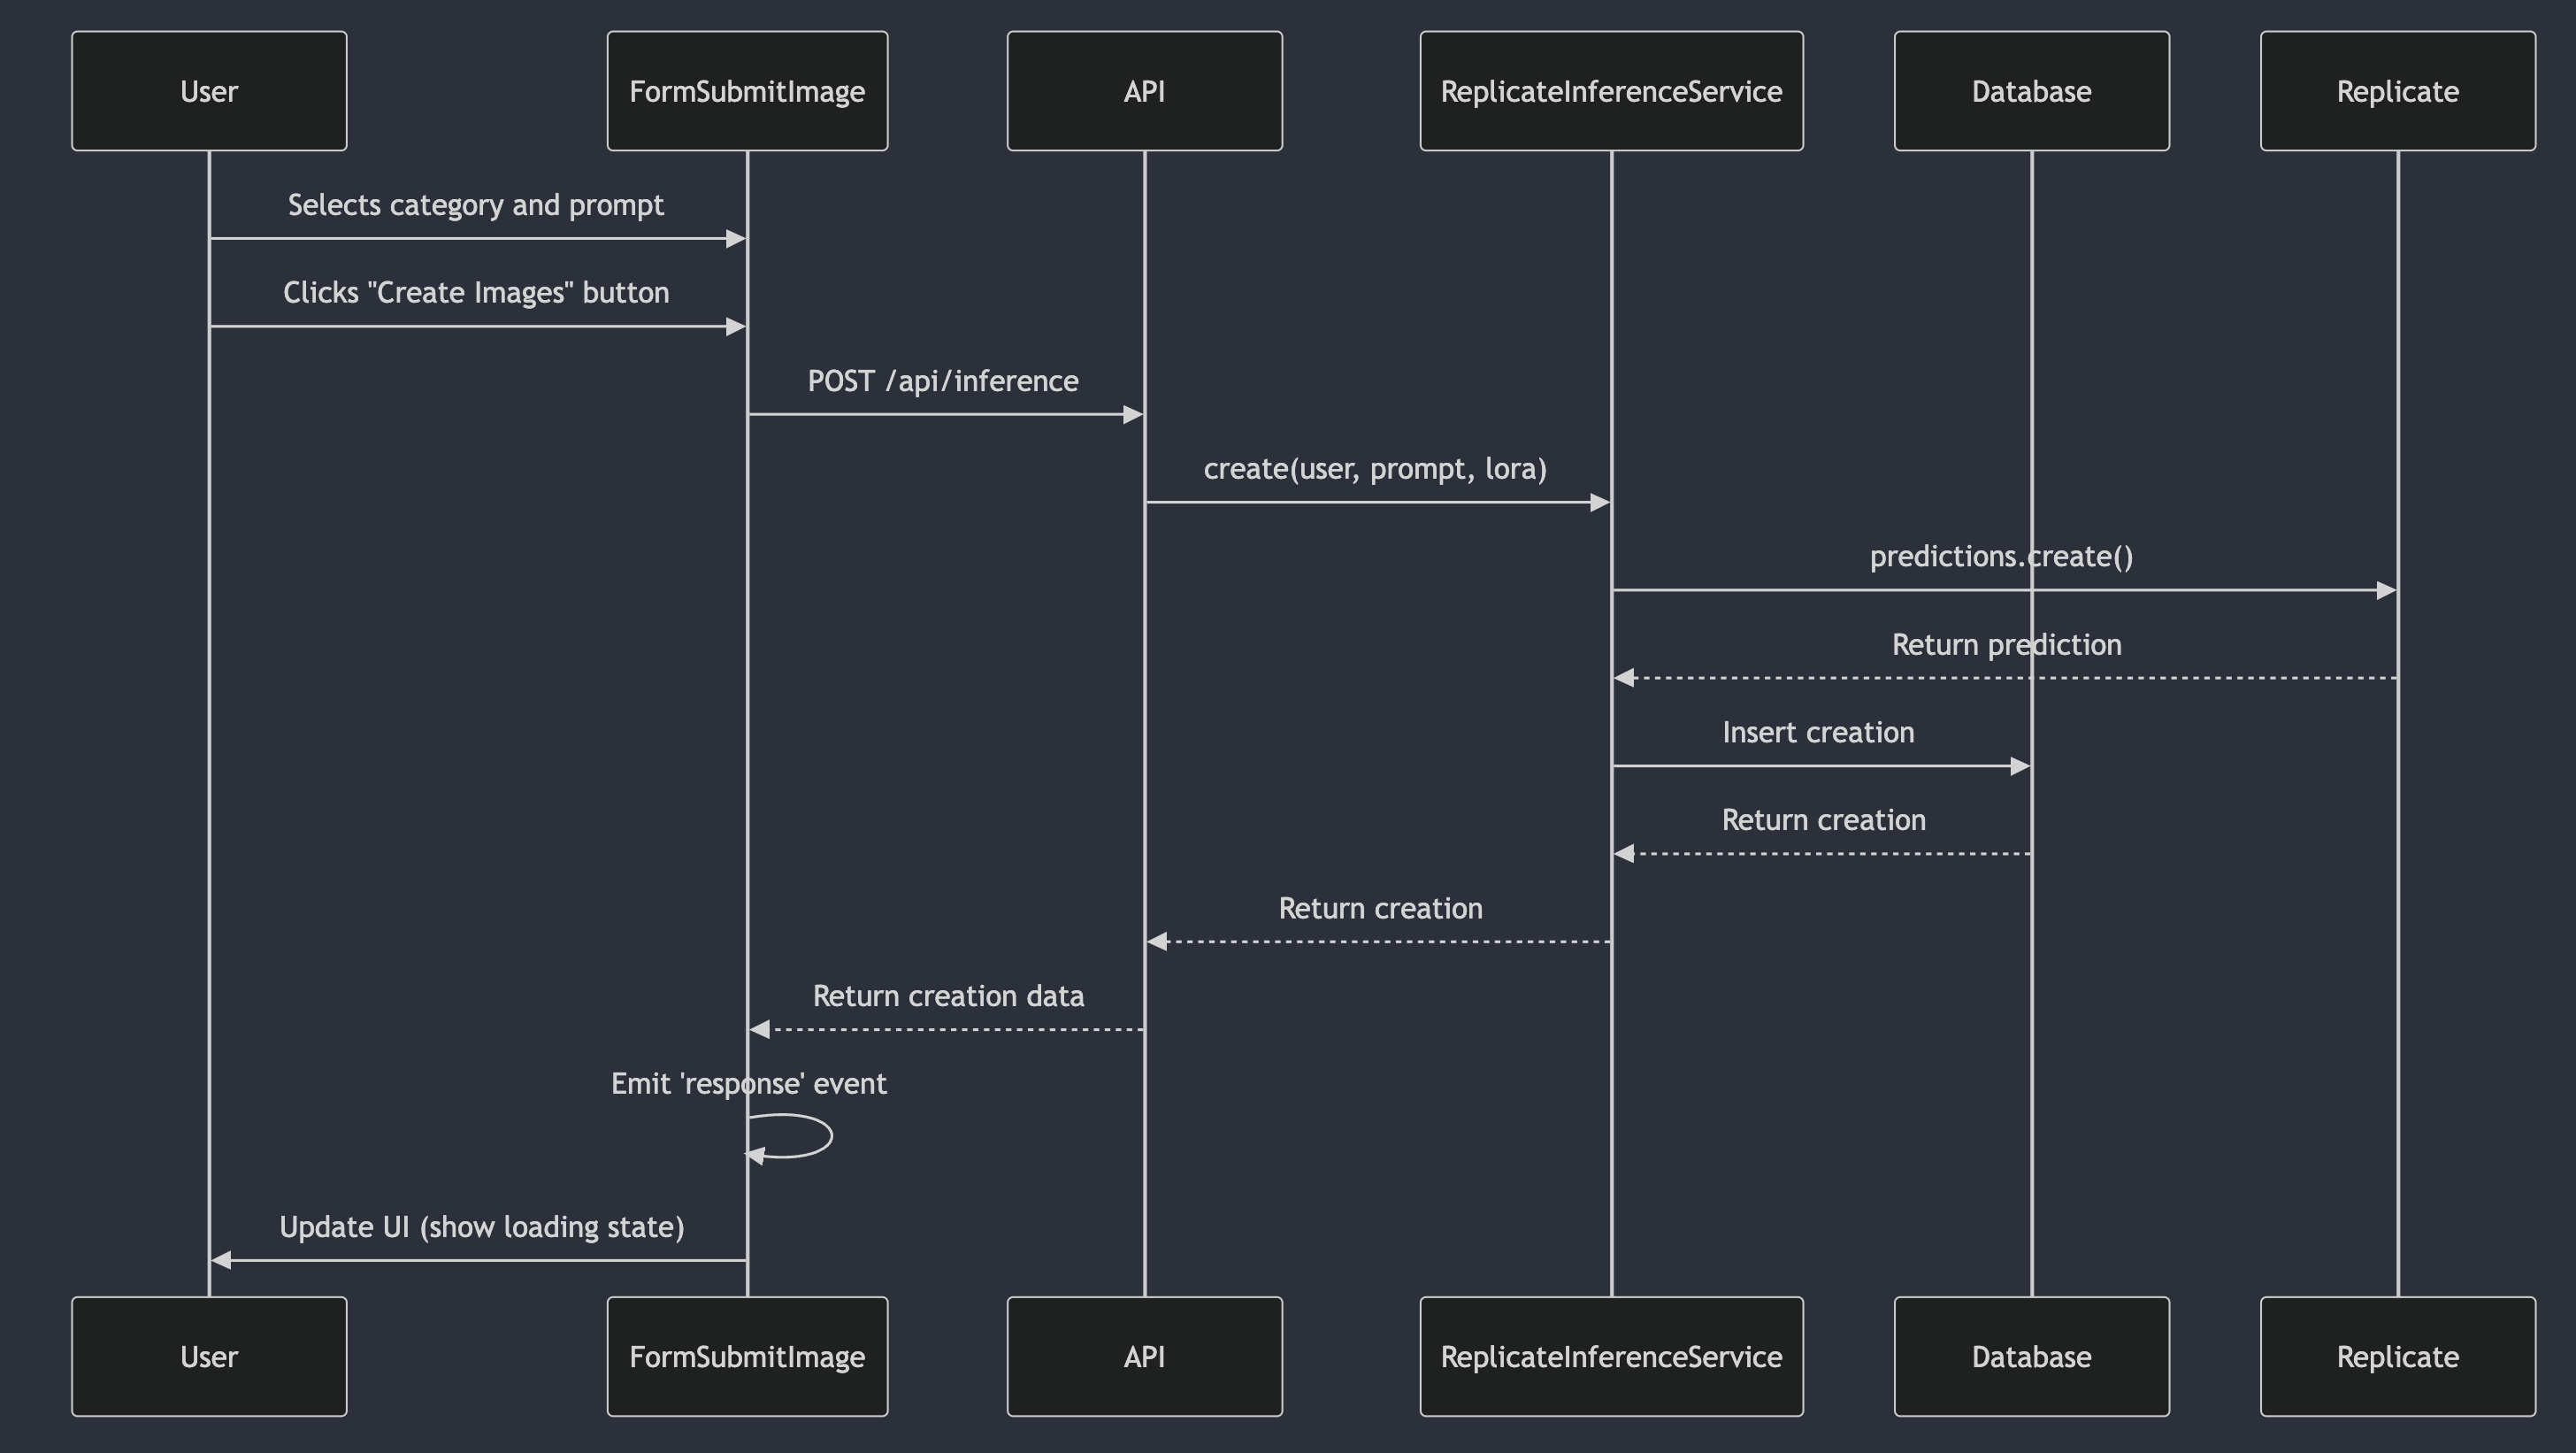 User
FormSubmitImage
API
ReplicateInferenceService
Database
Replicate
Selects category and prompt
Clicks "Create Images" button
POST /api/inference
create(user, prompt, lora)
predictions.create()
Return prediction
Insert creation
Return creation
Return creation
Return creation data
Emit 'response' event
Update UI (show loading state)
User
FormSubmitImage
API
ReplicateInferenceService
Database
Replicate